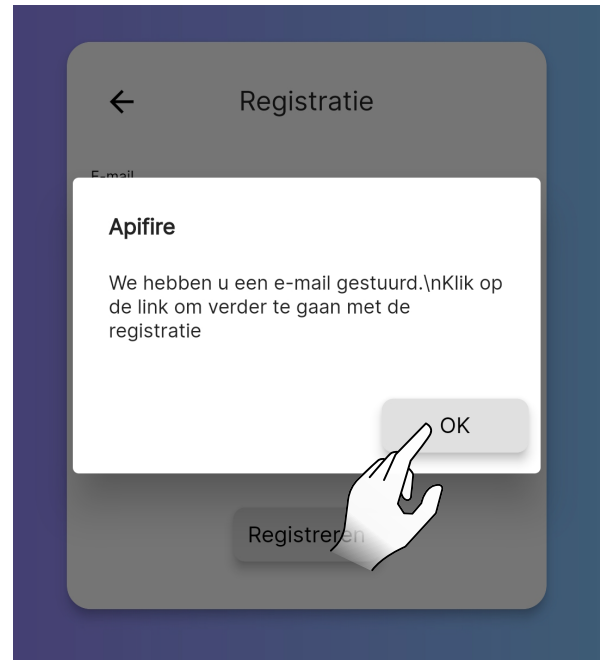 Registratie
E-mail
Apifire
We hebben u een e-mail gestuurd.\nKlik op
de link om verder te gaan met de
registratie
OK
Registreren